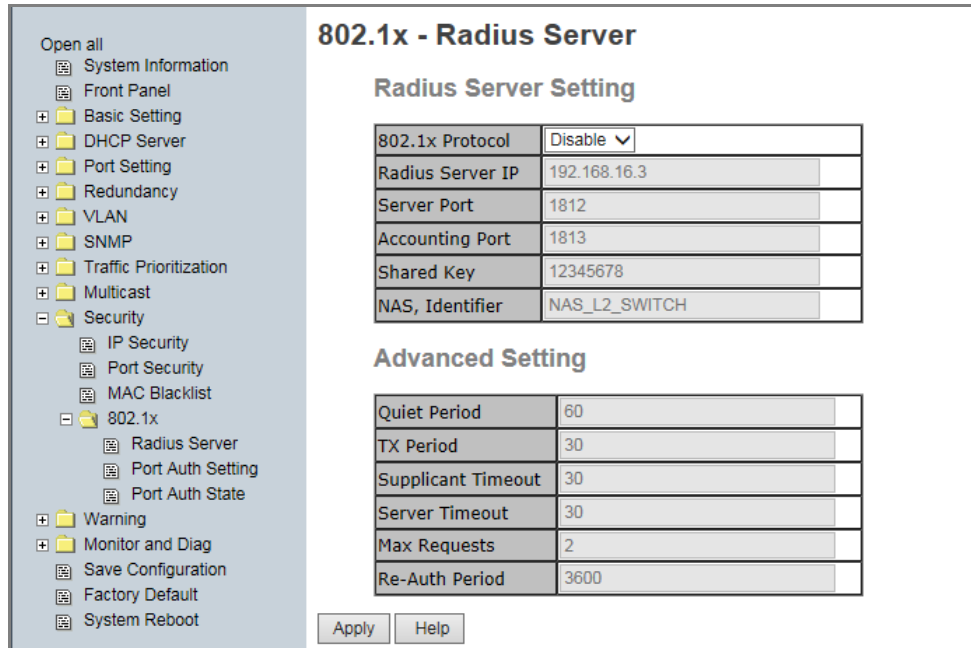 Open all
System Information
Front Panel
Basic Setting
DHCP Server
Port Setting
Redundancy
VLAN
SNMP
Traffic Prioritization
Multicast
Security
IP Security
Port Security
MAC Blacklist
802.1x
Radius Server
Port Auth Setting
Port Auth State
Warning
Monitor and Diag
Save Configuration
Factory Default
System Reboot
802.1x - Radius Server
Radius Server Setting
802.1x Protocol Disable
Radius Server IP 192.168.16.3
Server Port 1812
Accounting Port 1813
Shared Key 12345678
NAS, Identifier NAS_L2_SWITCH
Advanced Setting
Quiet Period 60
TX Period 30
Supplicant Timeout 30
Server Timeout 30
Max Requests 2
Re-Auth Period 3600
Apply Help